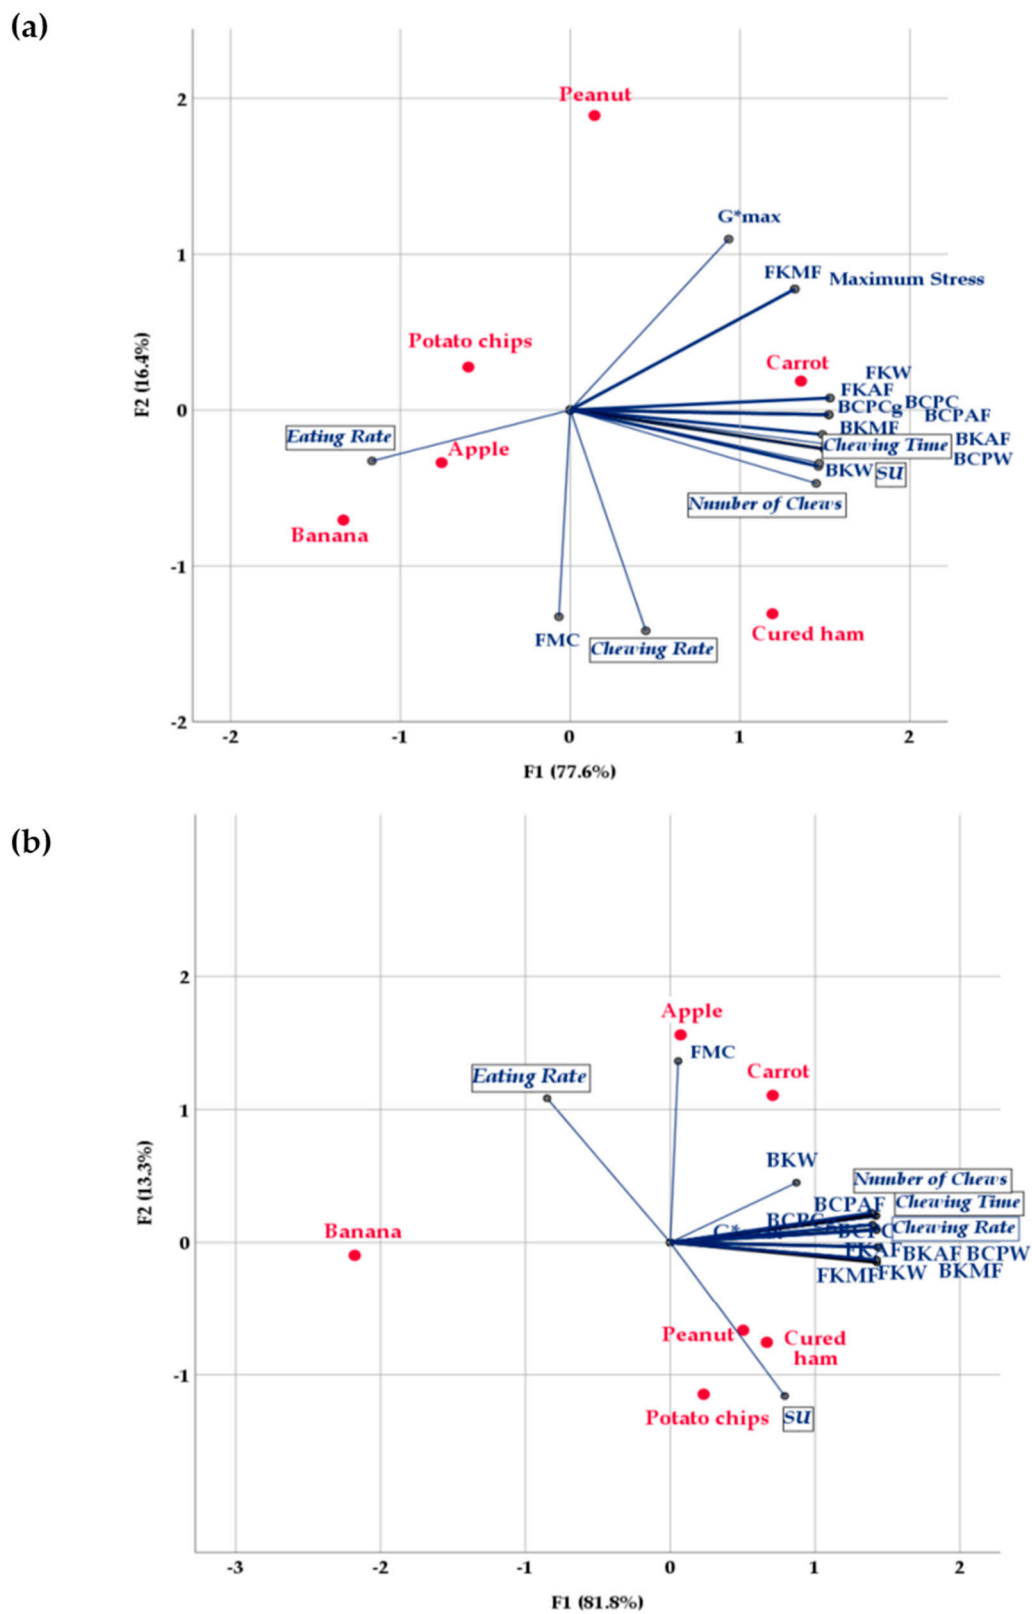 (a)
2
Peanut
G*max
1
FKMF Maximum Stress
Potato chips
Carrot
FKW
FKAF
BCPCg BCPC
BCPAF
F2 (16.4%)
0
BKMF
Eating Rate
Chewing Time BKAF
Apple
BCPW
BKW SU
Number of Chews
Banana
-1
Cured ham
FMC
Chewing Rate
-2
-2 -1 0 1 2
F1 (77.6%)
(b)
2
Apple
FMC
Carrot
Eating Rate
1
BKW
Number of Chews
BCPAF Chewing Time
F2 (13.3%)
Banana
Chewing Rate
0
FKAF BKAF BCPW
FKMF FKW BKMF
Peanut
Cured
ham
-1
Potato chips SU
-3 -2 -1 0 1 2
F1 (81.8%)